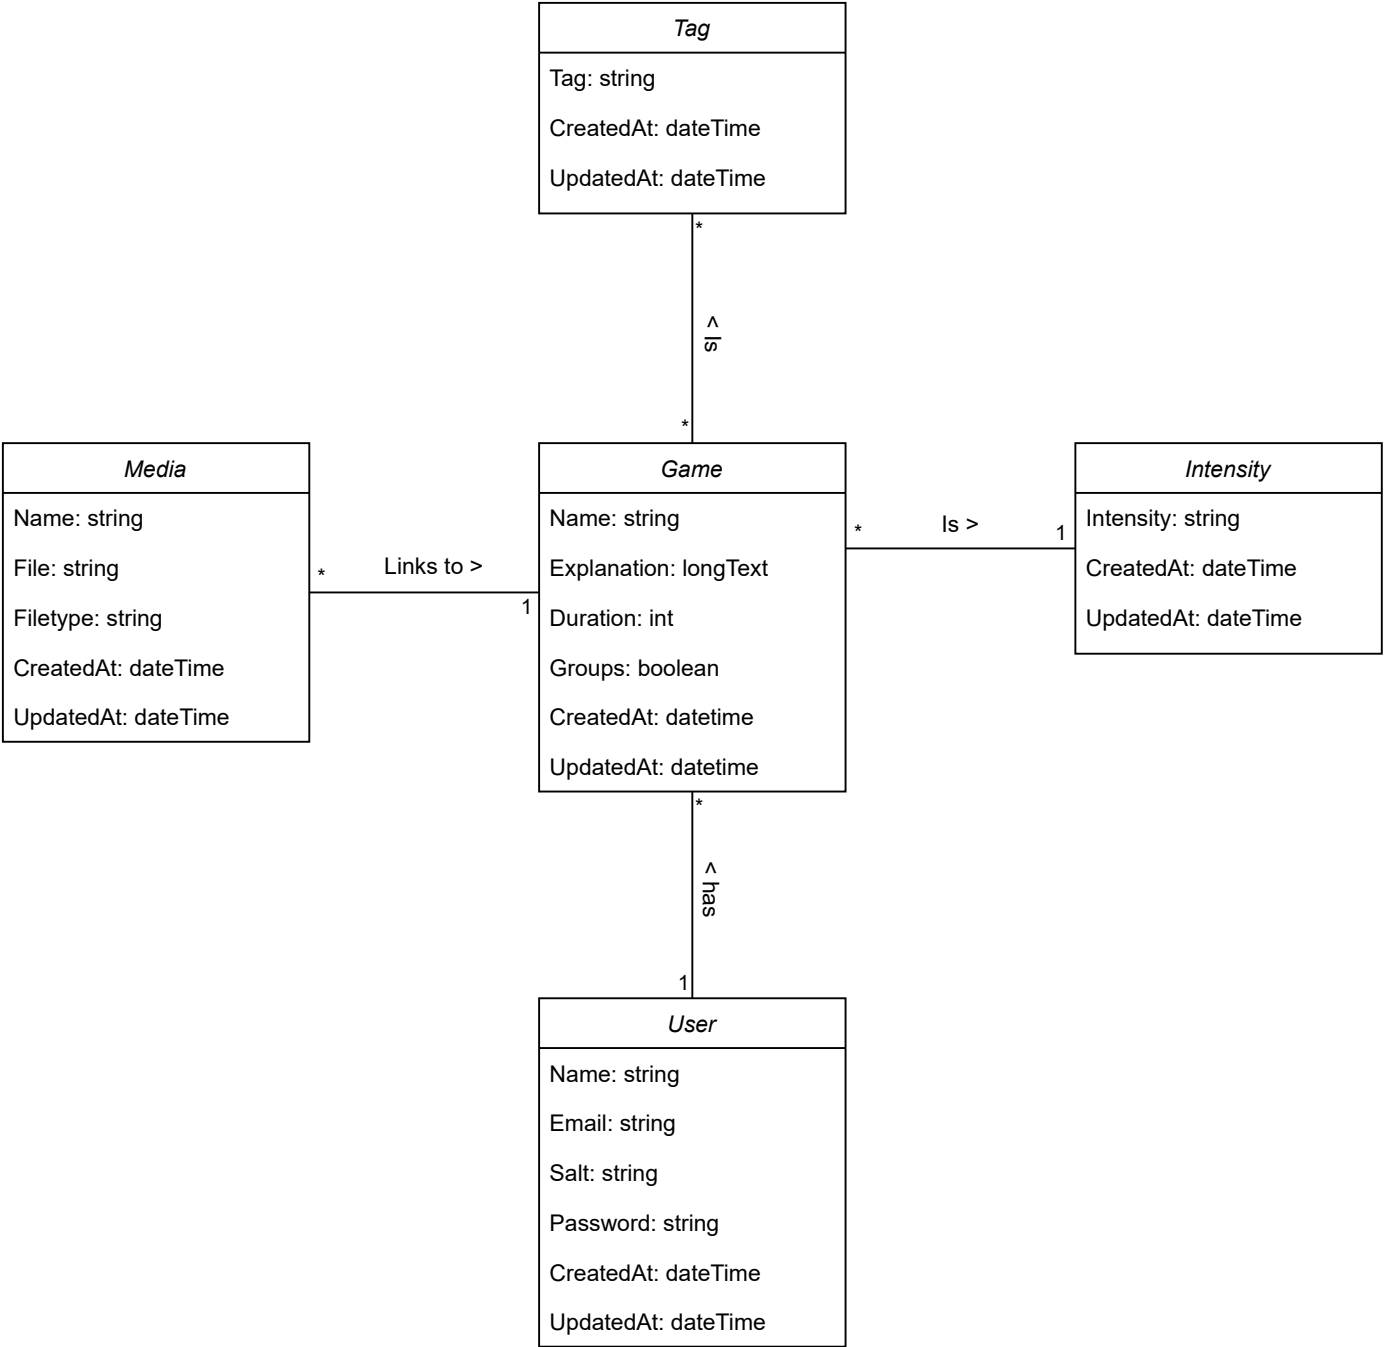 Tag
Tag: string
CreatedAt: dateTime
UpdatedAt: dateTime
*
< Is
*
Media
Name: string
File: string
Filetype: string
CreatedAt: dateTime
UpdatedAt: dateTime
*
Links to >
1
Game
Name: string
Explanation: longText
Duration: int
Groups: boolean
CreatedAt: datetime
UpdatedAt: datetime
*
Is >
1
Intensity
Intensity: string
CreatedAt: dateTime
UpdatedAt: dateTime
*
< has
1
User
Name: string
Email: string
Salt: string
Password: string
CreatedAt: dateTime
UpdatedAt: dateTime